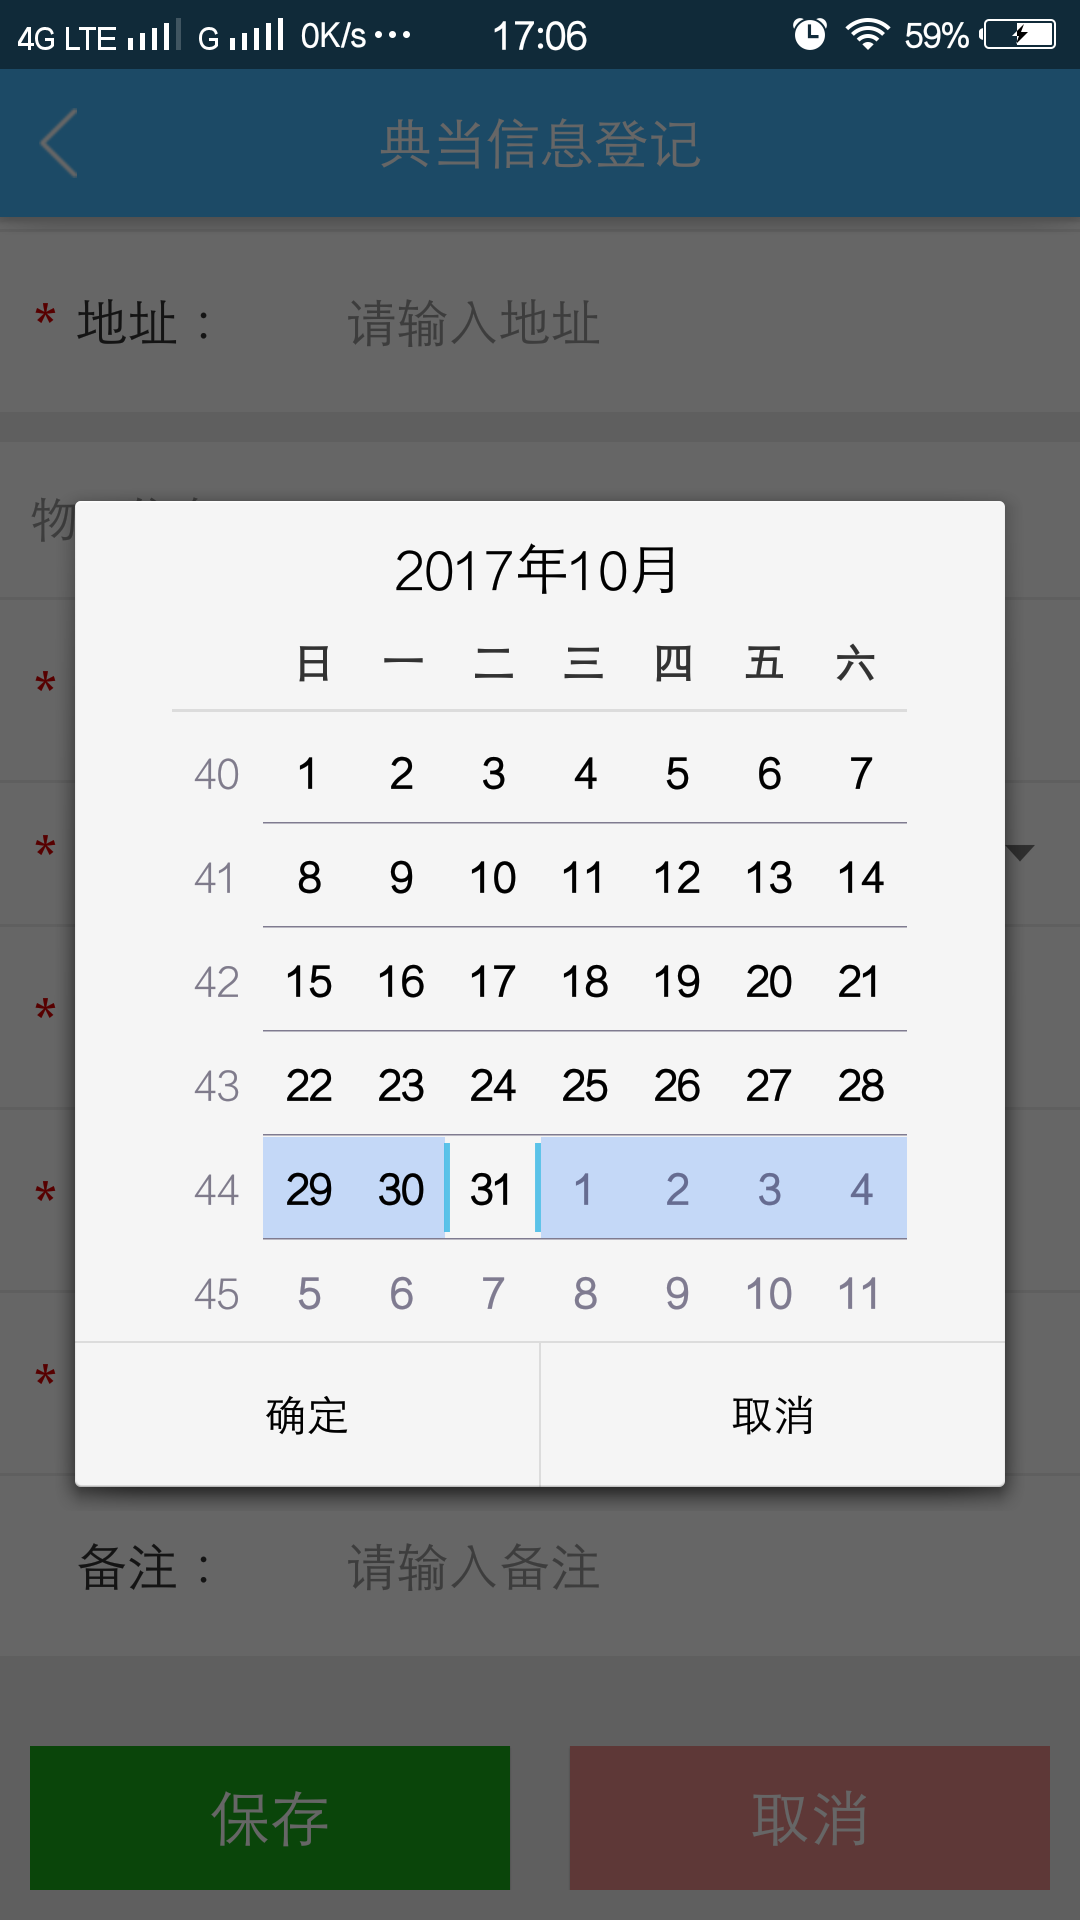 4G LTE G 0K/s... 17:06 59%
典当信息登记
* 地址： 请输入地址
物
2017年10月
日 一 二 三 四 五 六
40 1 2 3 4 5 6 7
41 8 9 10 11 12 13 14
42 15 16 17 18 19 20 21
43 22 23 24 25 26 27 28
44 29 30 31 1 2 3 4
45 5 6 7 8 9 10 11
*
*
*
*
*
确定 取消
备注： 请输入备注
保存 取消